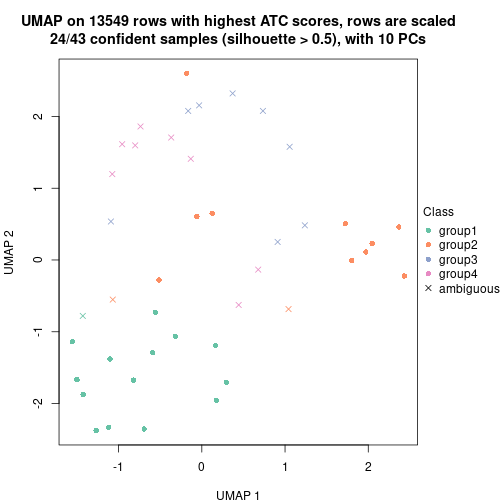 UMAP on 13549 rows with highest ATC scores, rows are scaled
24/43 confident samples (silhouette > 0.5), with 10 PCs
2
1
0
-1
-2
UMAP 2
-1
0
1
2
UMAP 1
Class
group1
group2
group3
group4
ambiguous